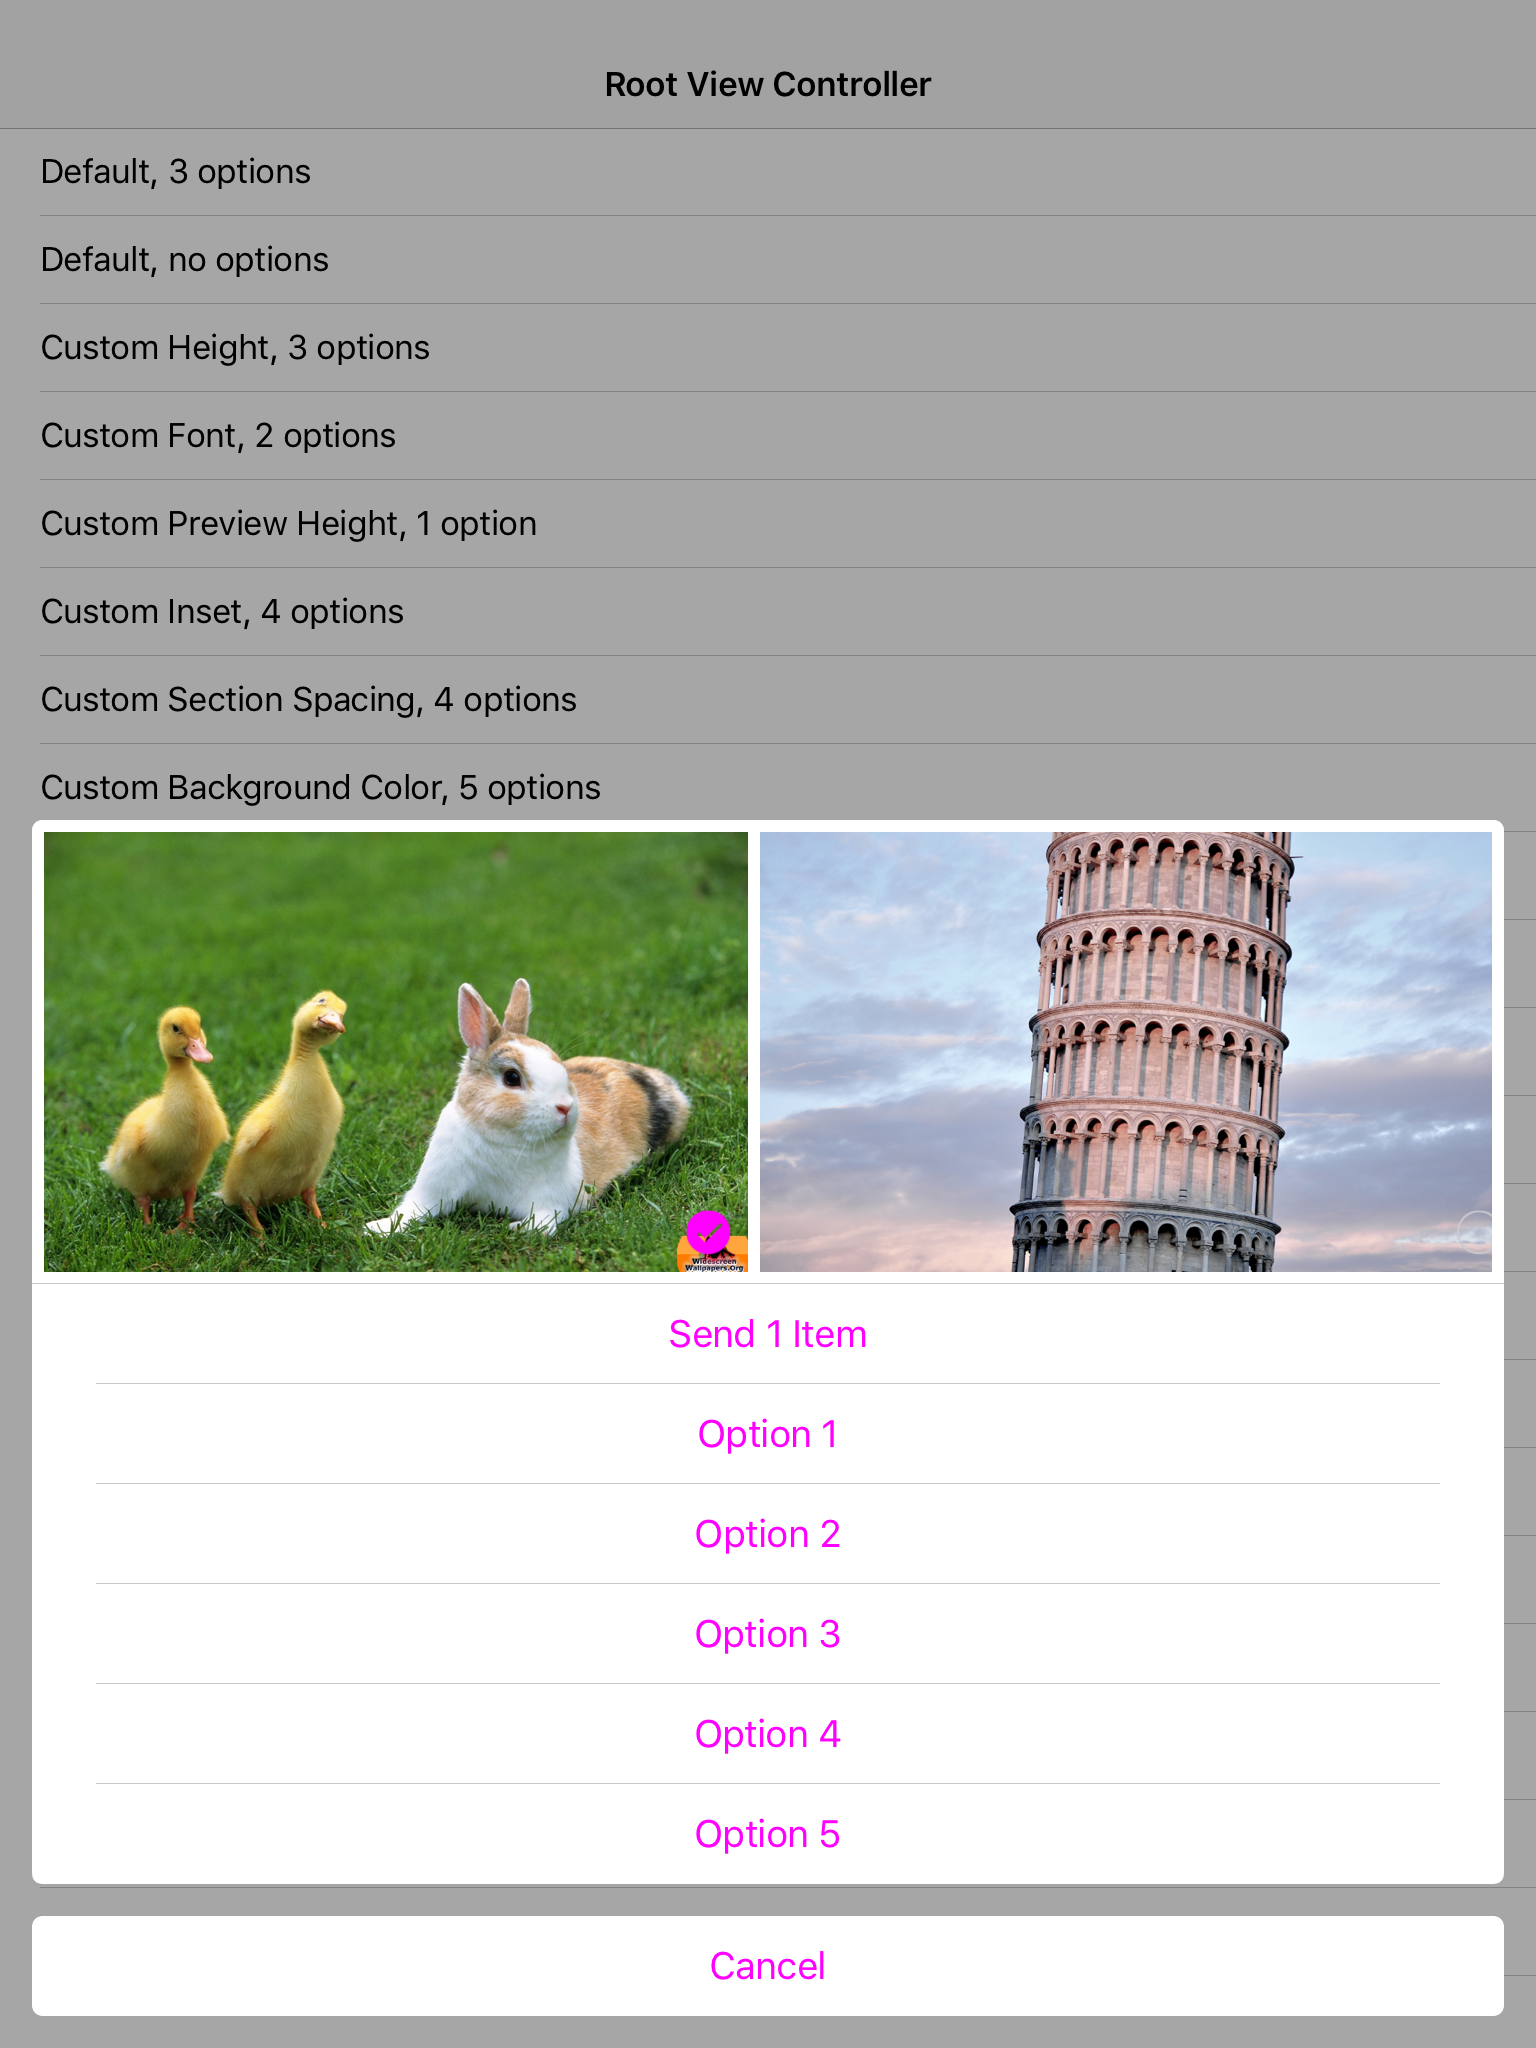 Root View Controller
Default, 3 options
Default, no options
Custom Height, 3 options
Custom Font, 2 options
Custom Preview Height, 1 option
Custom Inset, 4 options
Custom Section Spacing, 4 options
Custom Background Color, 5 options
Widescreen
Wallpapers.Org
Send 1 Item
Option 1
Option 2
Option 3
Option 4
Option 5
Cancel